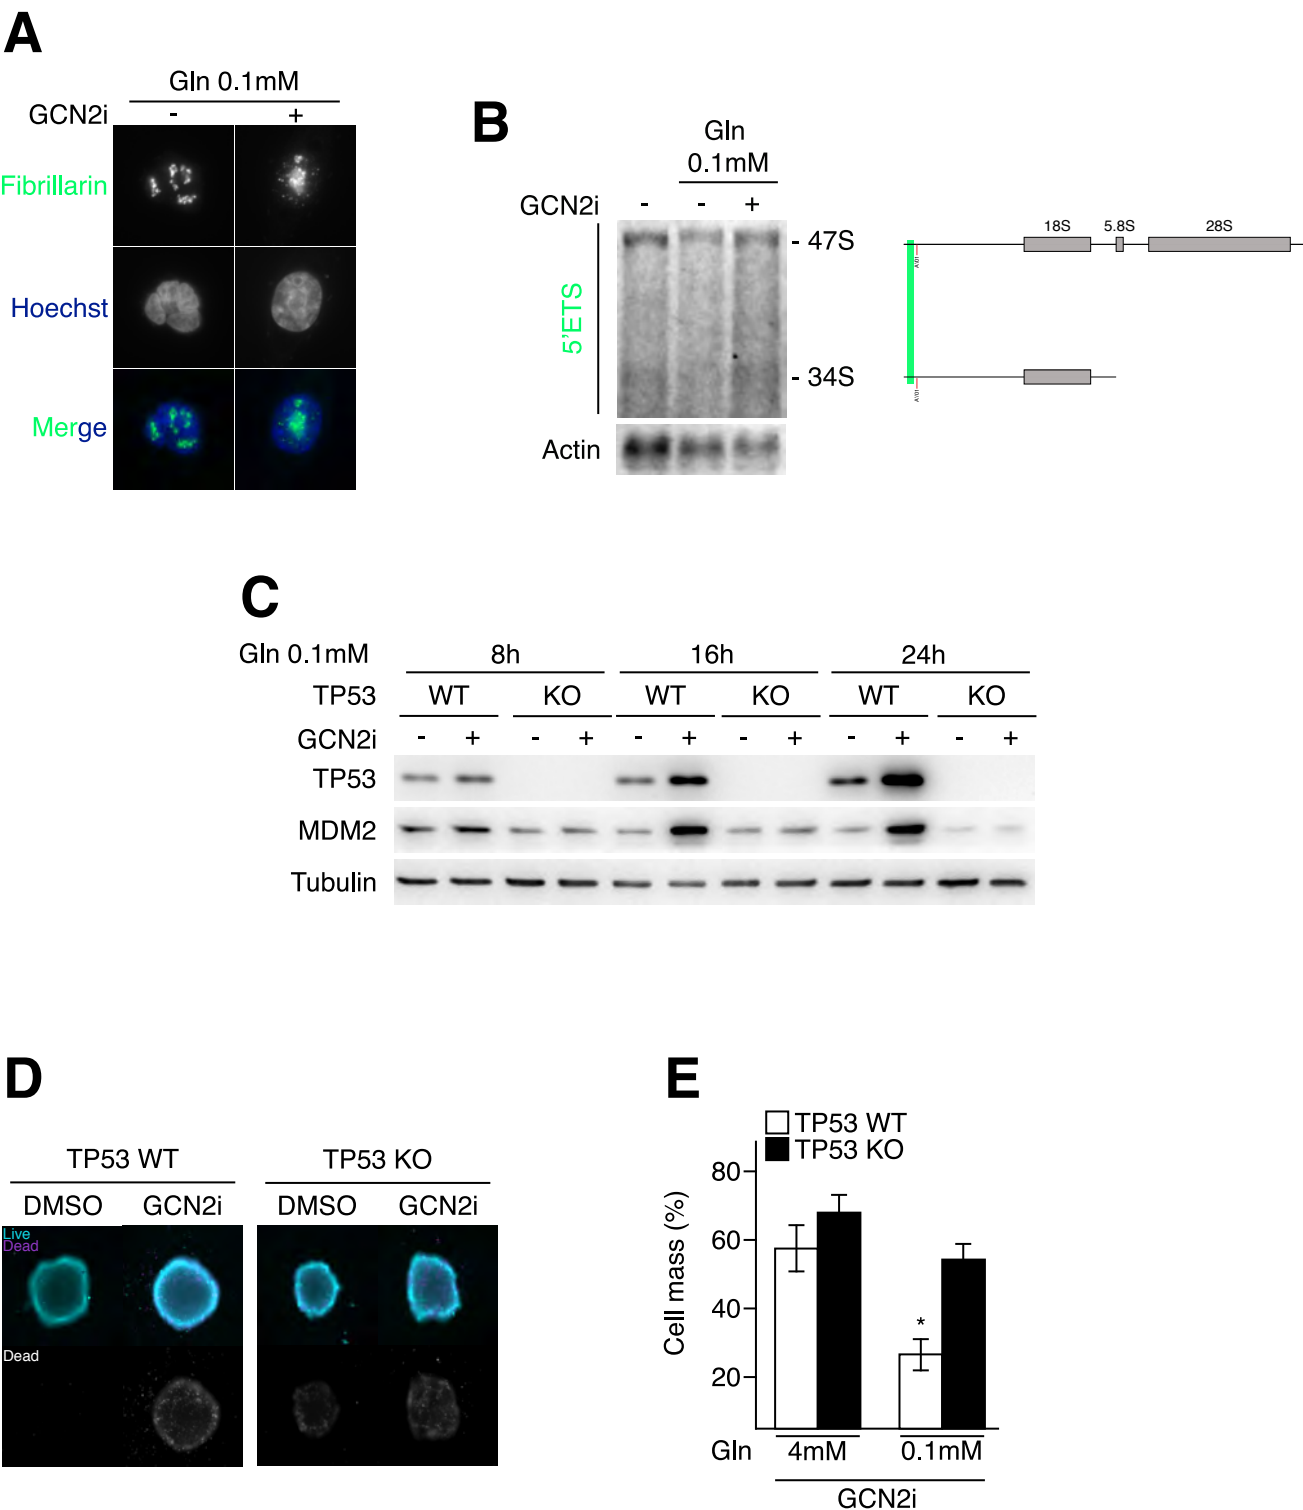 A
Gln 0.1mM
GCN2i - +
Fibrillarin
Hoechst
Merge
B
Gln
0.1mM
GCN2i - - +
5'ETS
- 47S
- 34S
Actin
18S 5.8S 28S
A'/01
A'/01
C
Gln 0.1mM 8h 16h 24h
TP53 WT KO WT KO WT KO
GCN2i - + - + - + - + - + - +
TP53
MDM2
Tubulin
D
TP53 WT TP53 KO
DMSO GCN2i DMSO GCN2i
Live
Dead
Dead
E
TP53 WT
TP53 KO
Cell mass (%)
80
60
40
20
*
Gln 4mM 0.1mM
GCN2i